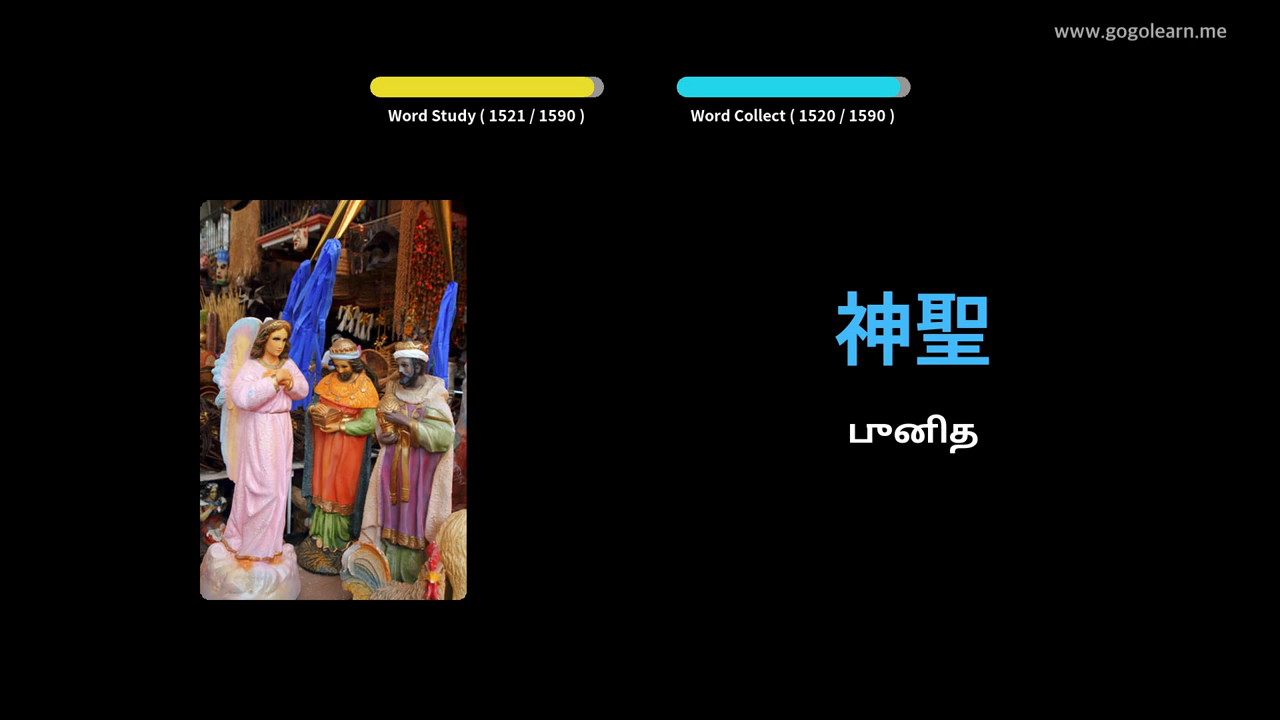 www.gogolearn.me
Word Study ( 1521 / 1590 )
Word Collect ( 1520 / 1590 )
神聖
புனித